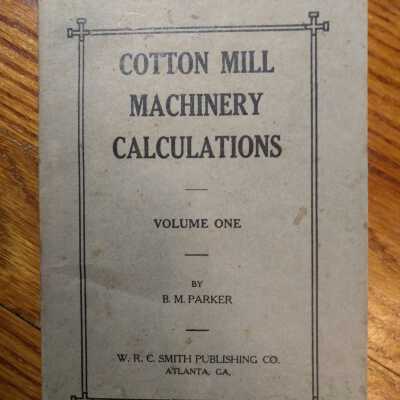 COTTON MILL
MACHINERY
CALCULATIONS
VOLUME ONE
BY
B. M. PARKER
W. R. C. SMITH PUBLISHING CO.
ATLANTA, GA.